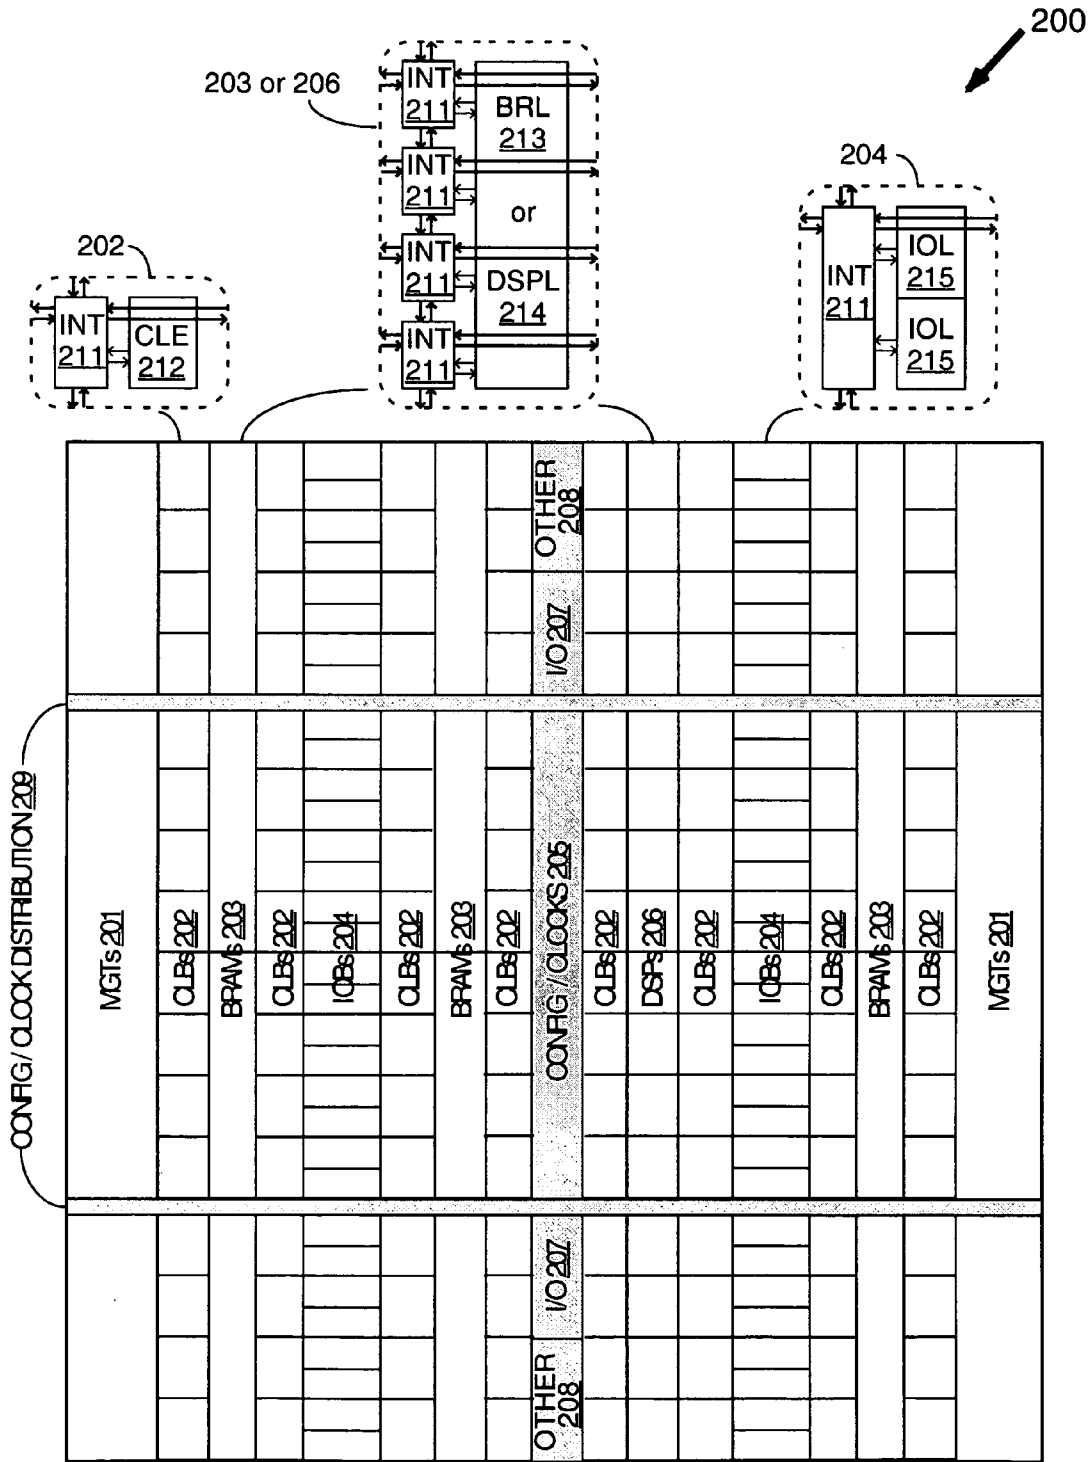 200
203 or 206
INT
211
INT
211
INT
211
INT
211
BRL
213
or
DSPL
214
204
INT
211
IOL
215
IOL
215
202
INT
211
CLE
212
OTHER
208
I/O 207
CONFIG / CLOCK DISTRIBUTION 209
MGTs 201
CLBs 202
BRAMs 203
CLBs 202
IOBs 204
CLBs 202
BRAMs 203
CLBs 202
CONFIG / CLOCKS 205
CLBs 202
DSPs 206
CLBs 202
IOBs 204
CLBs 202
BRAMs 203
CLBs 202
MGTs 201
I/O 207
OTHER
208